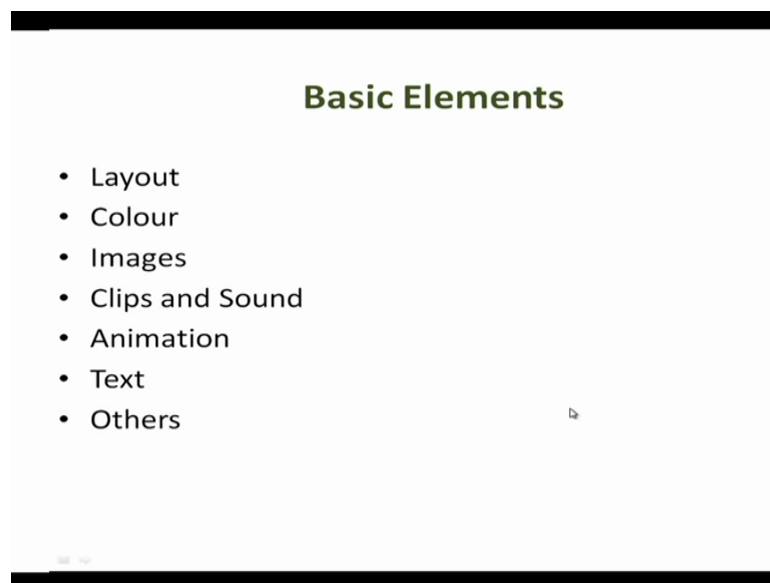 Basic Elements
• Layout
• Colour
• Images
• Clips and Sound
• Animation
• Text
• Others